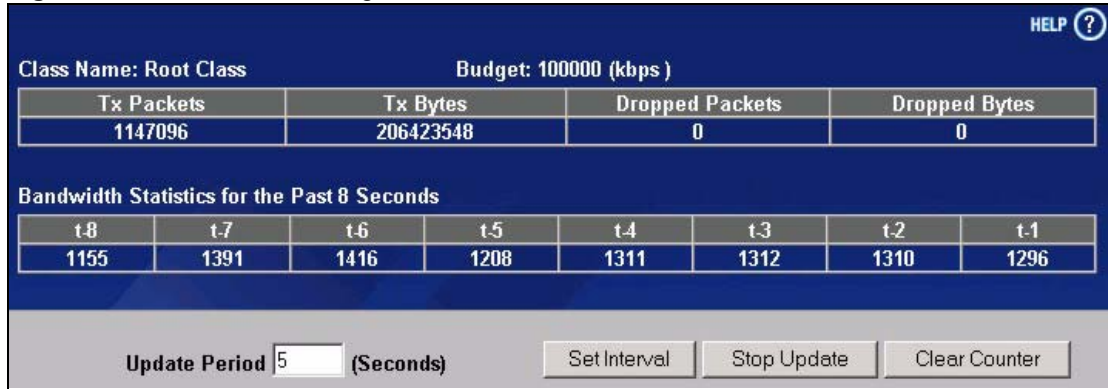 HELP ?
Class Name: Root Class Budget: 100000 (kbps )
Tx Packets Tx Bytes Dropped Packets Dropped Bytes
1147096 206423548 0 0
Bandwidth Statistics for the Past 8 Seconds
t-8 t-7 t-6 t-5 t-4 t-3 t-2 t-1
1155 1391 1416 1208 1311 1312 1310 1296
Update Period 5 (Seconds) Set Interval Stop Update Clear Counter